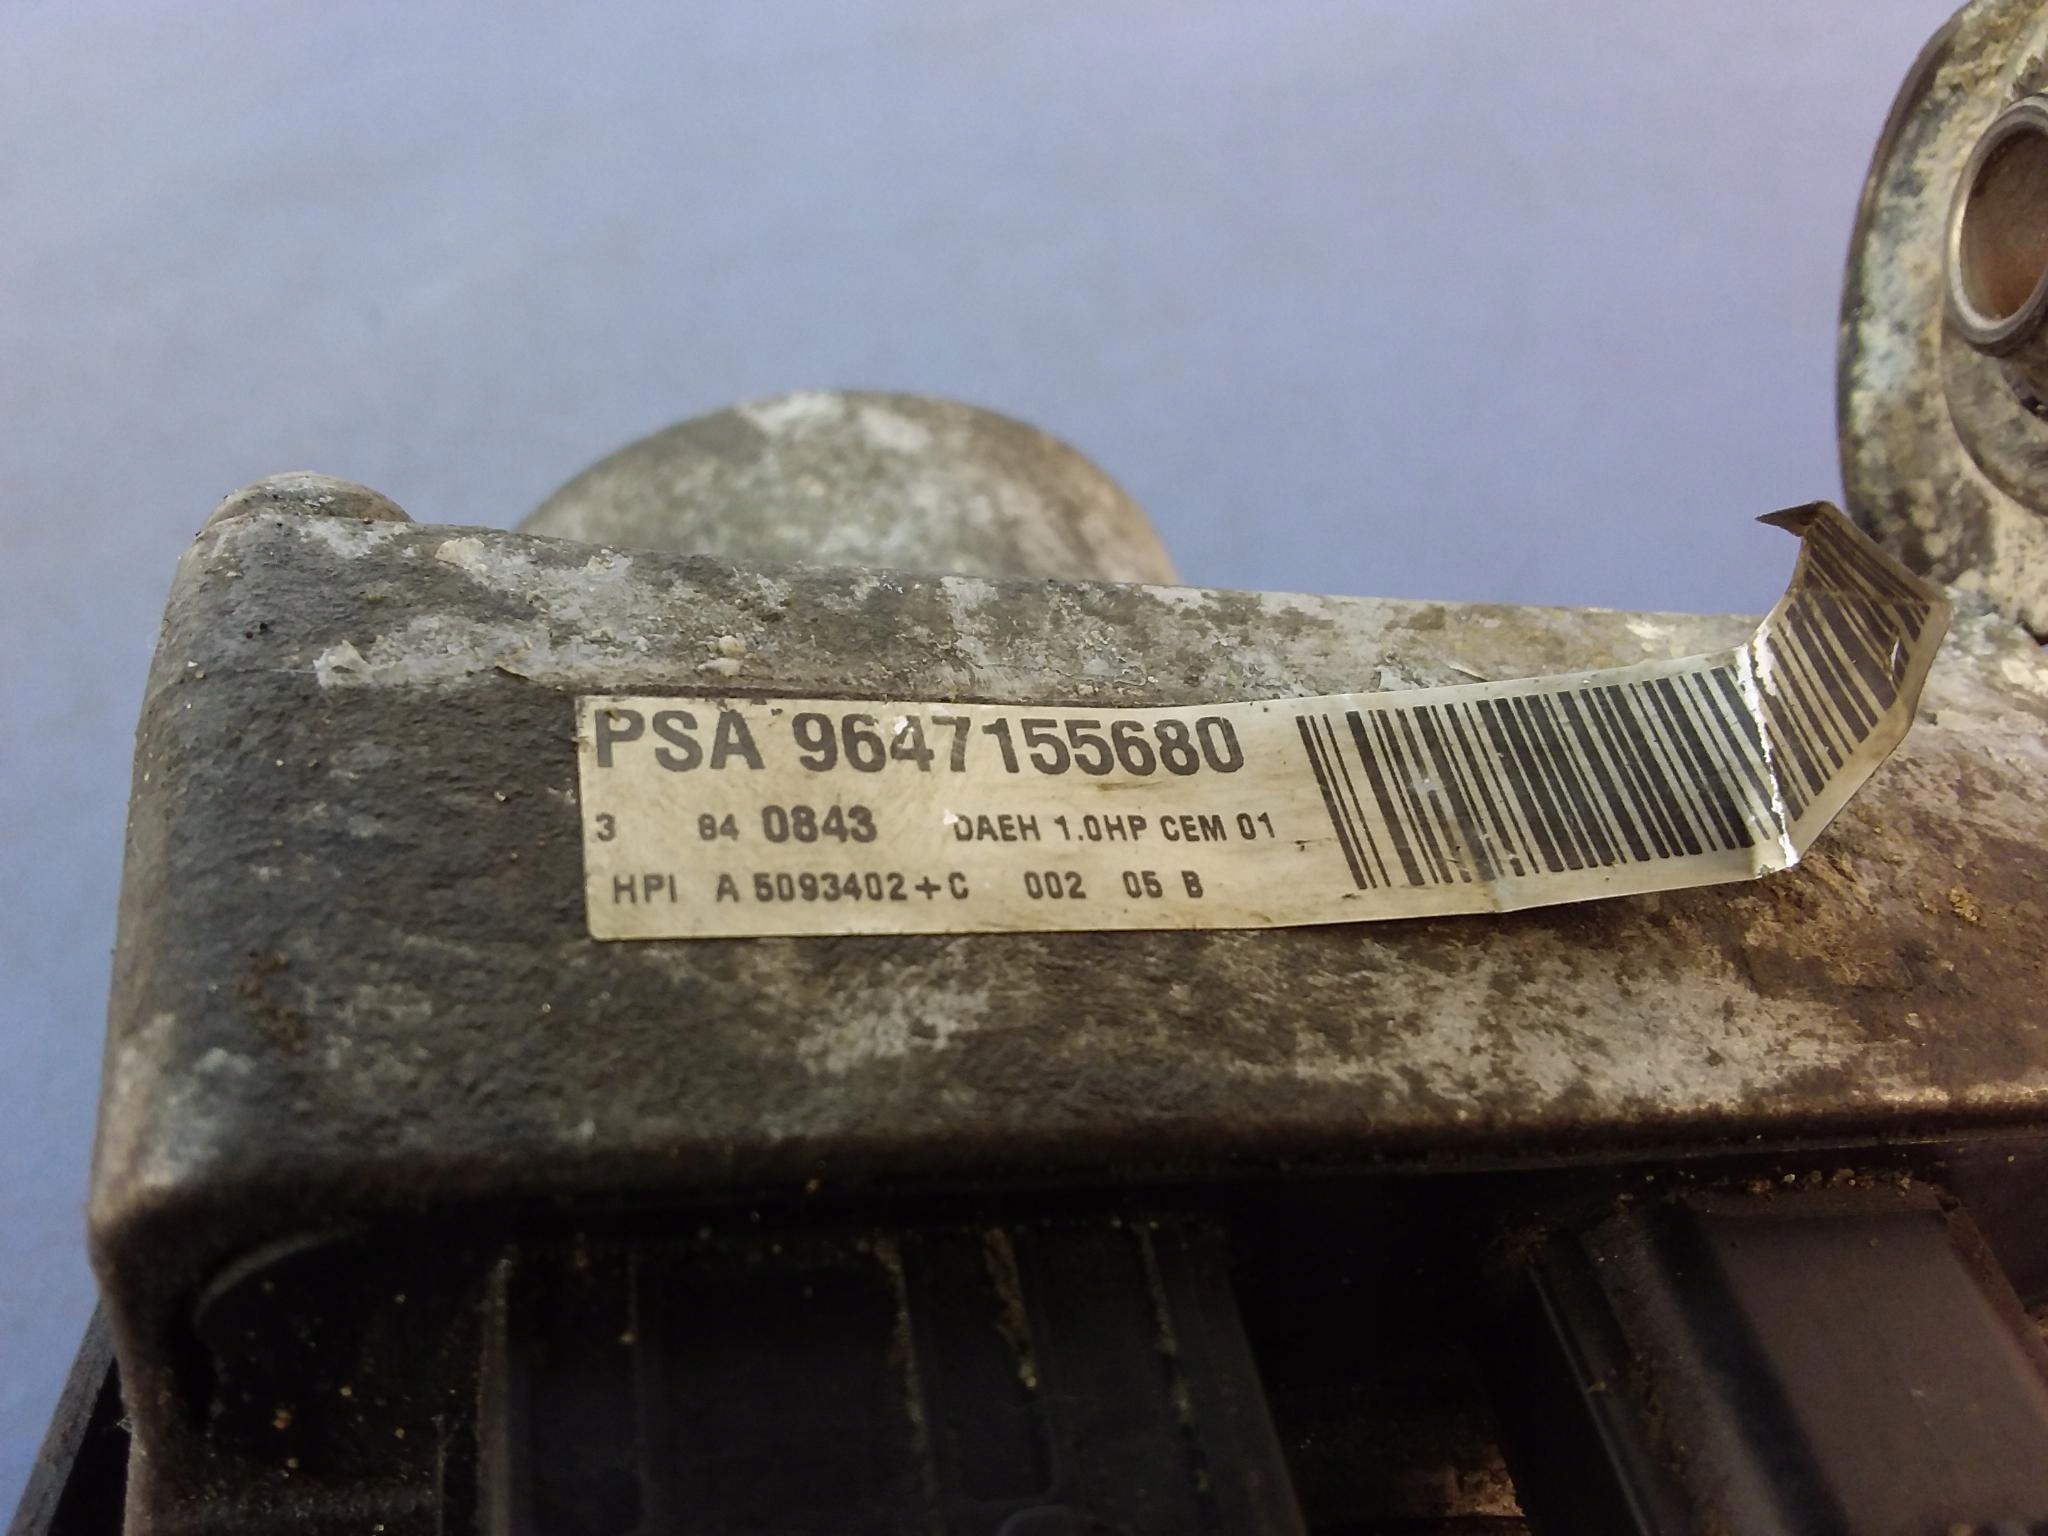 PSA 9647155680
3 84 0843 DAEH 1.0HP CEM 01
HPI A 5093402+C 002 05 B